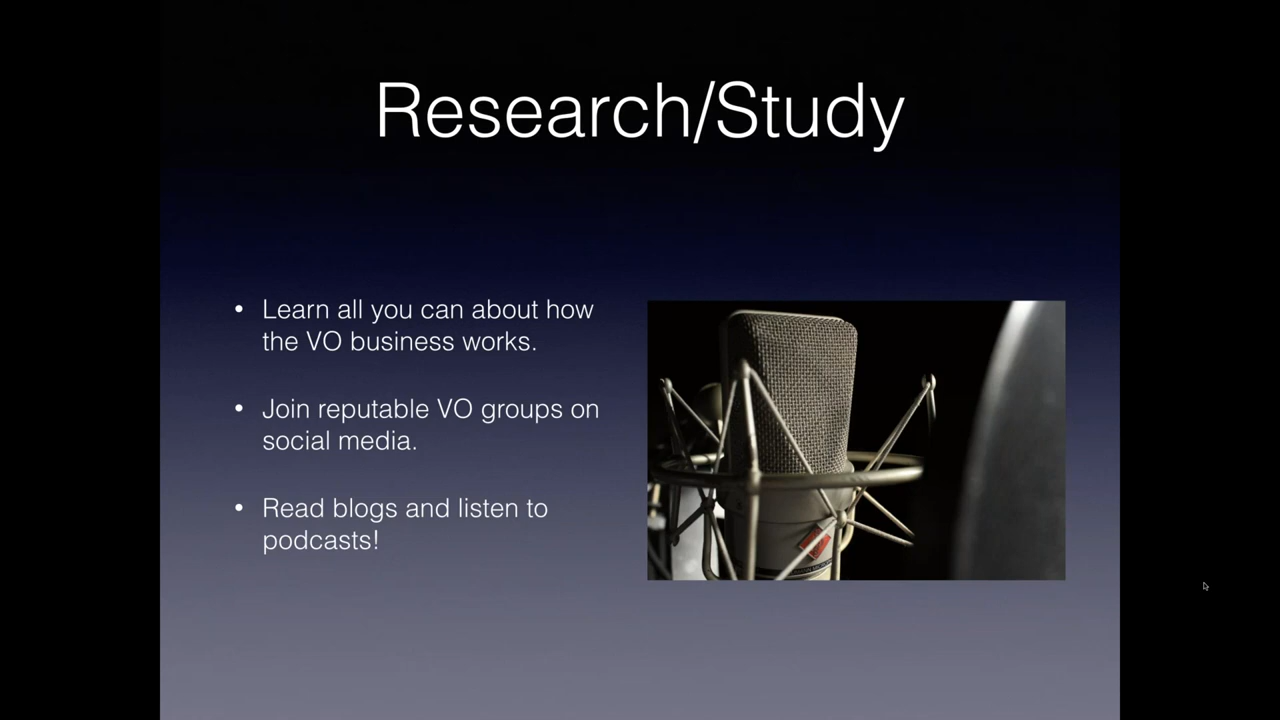 Research/Study
• Learn all you can about how
the VO business works.
• Join reputable VO groups on
social media.
• Read blogs and listen to
podcasts!